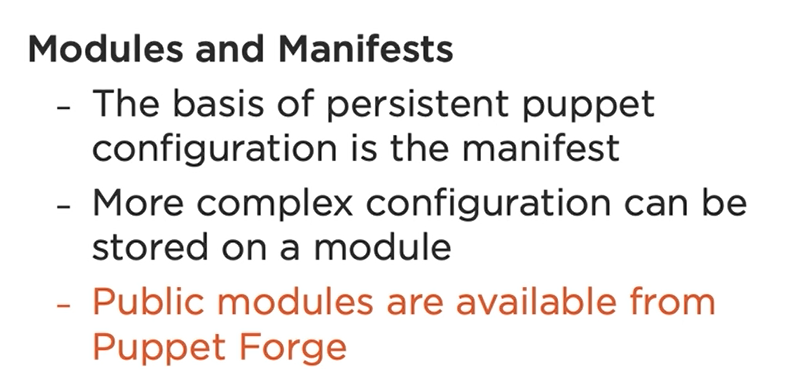 Modules and Manifests
– The basis of persistent puppet
configuration is the manifest
– More complex configuration can be
stored on a module
– Public modules are available from
Puppet Forge